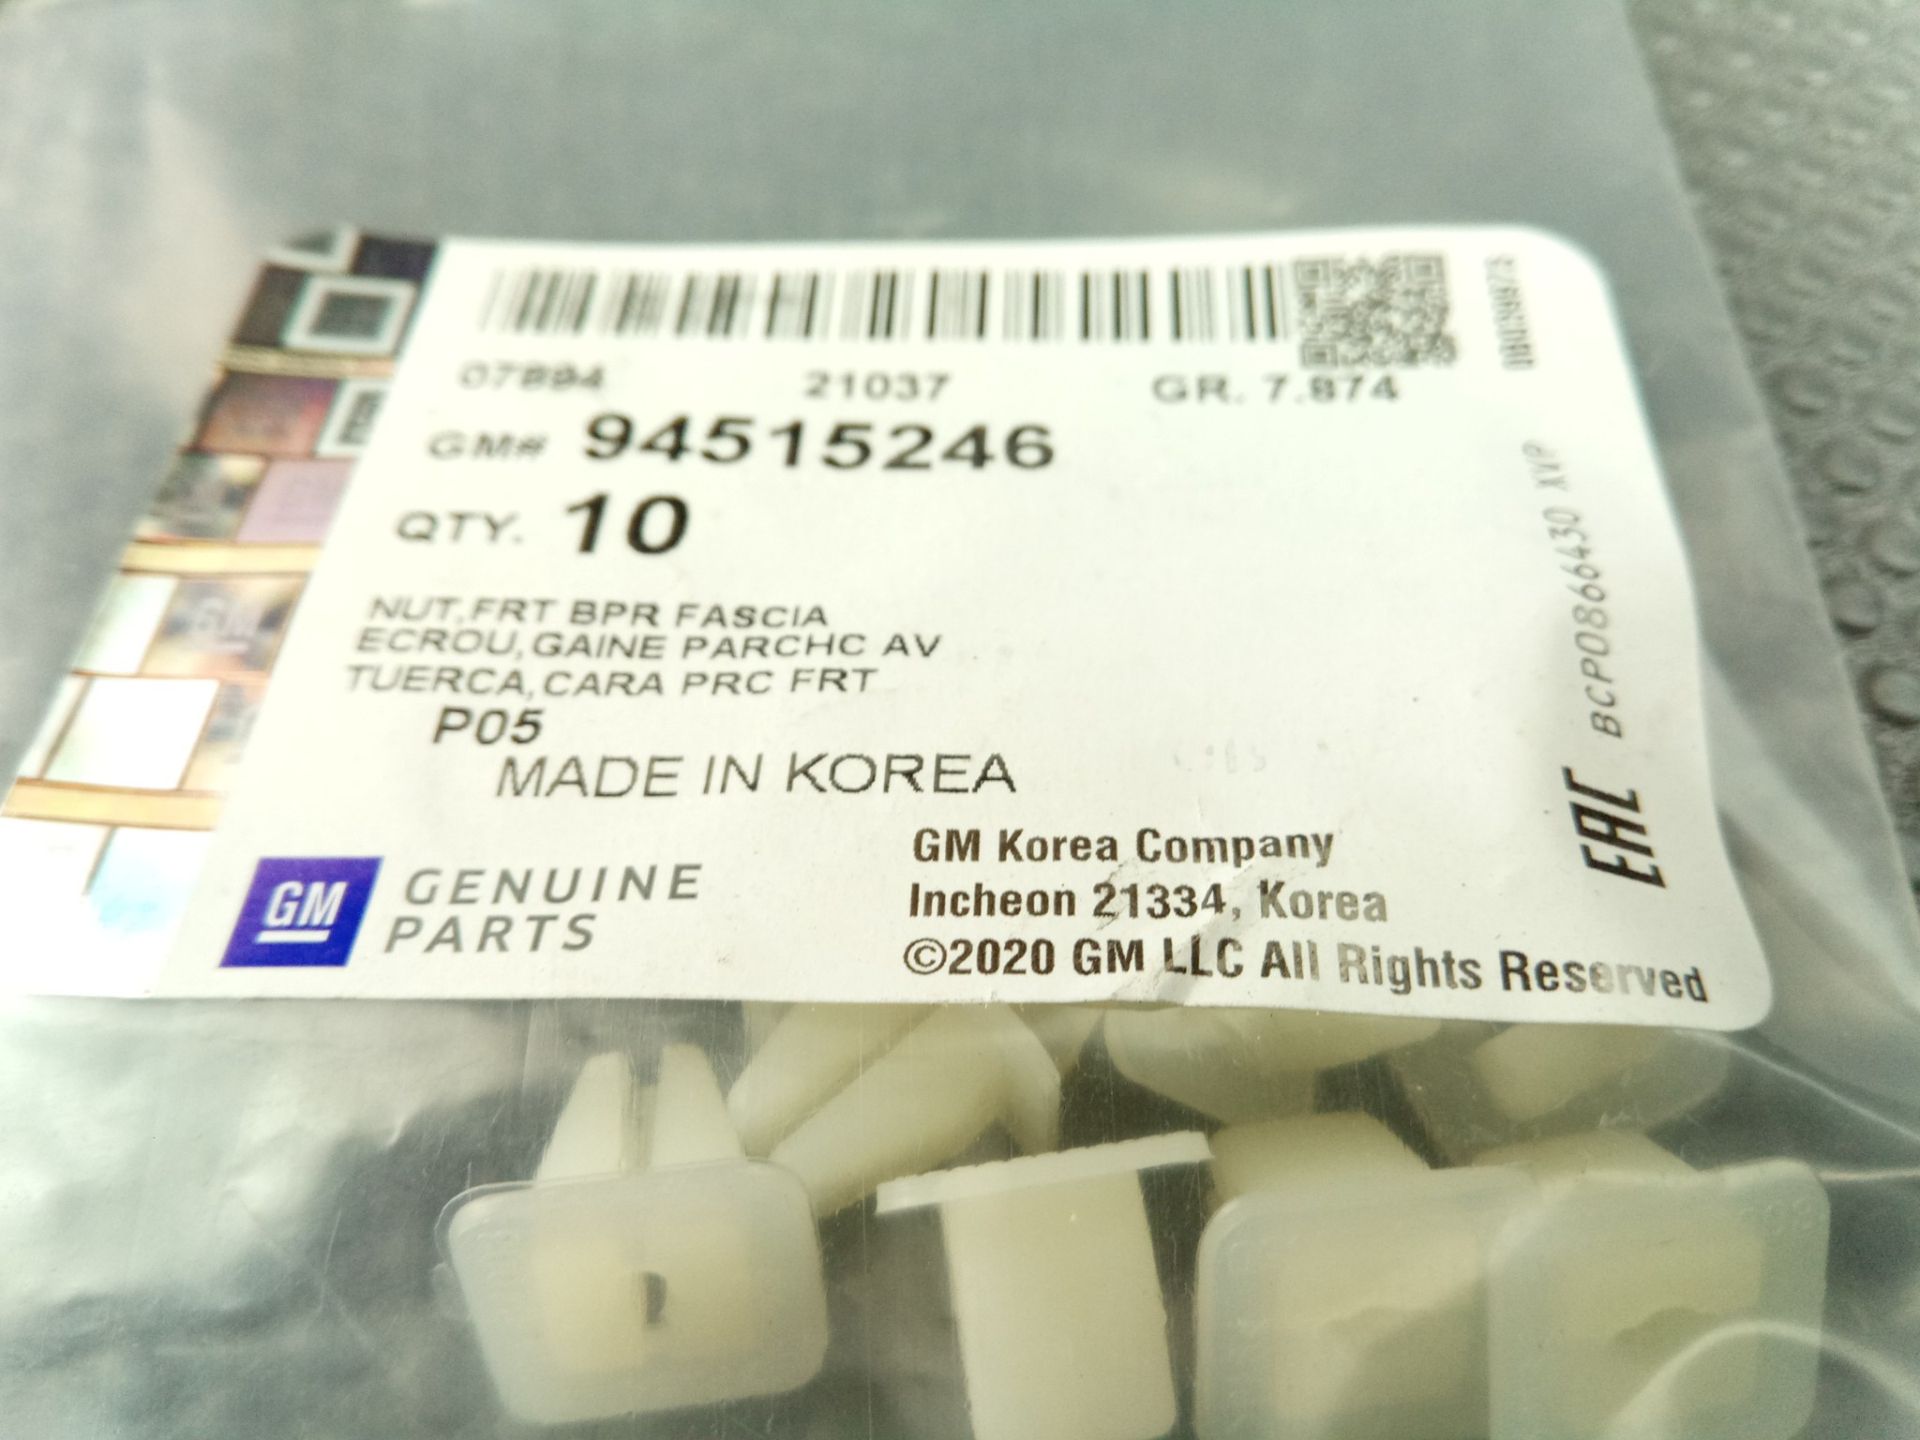 07894 21037 GR. 7.874
GM# 94515246
QTY. 10
NUT,FRT BPR FASCIA
ECROU,GAINE PARCHC AV
TUERCA,CARA PRC FRT
P05
MADE IN KOREA
GM GENUINE
PARTS
GM Korea Company
Incheon 21334, Korea
©2020 GM LLC All Rights Reserved
EAC
BCP0866430 XVP